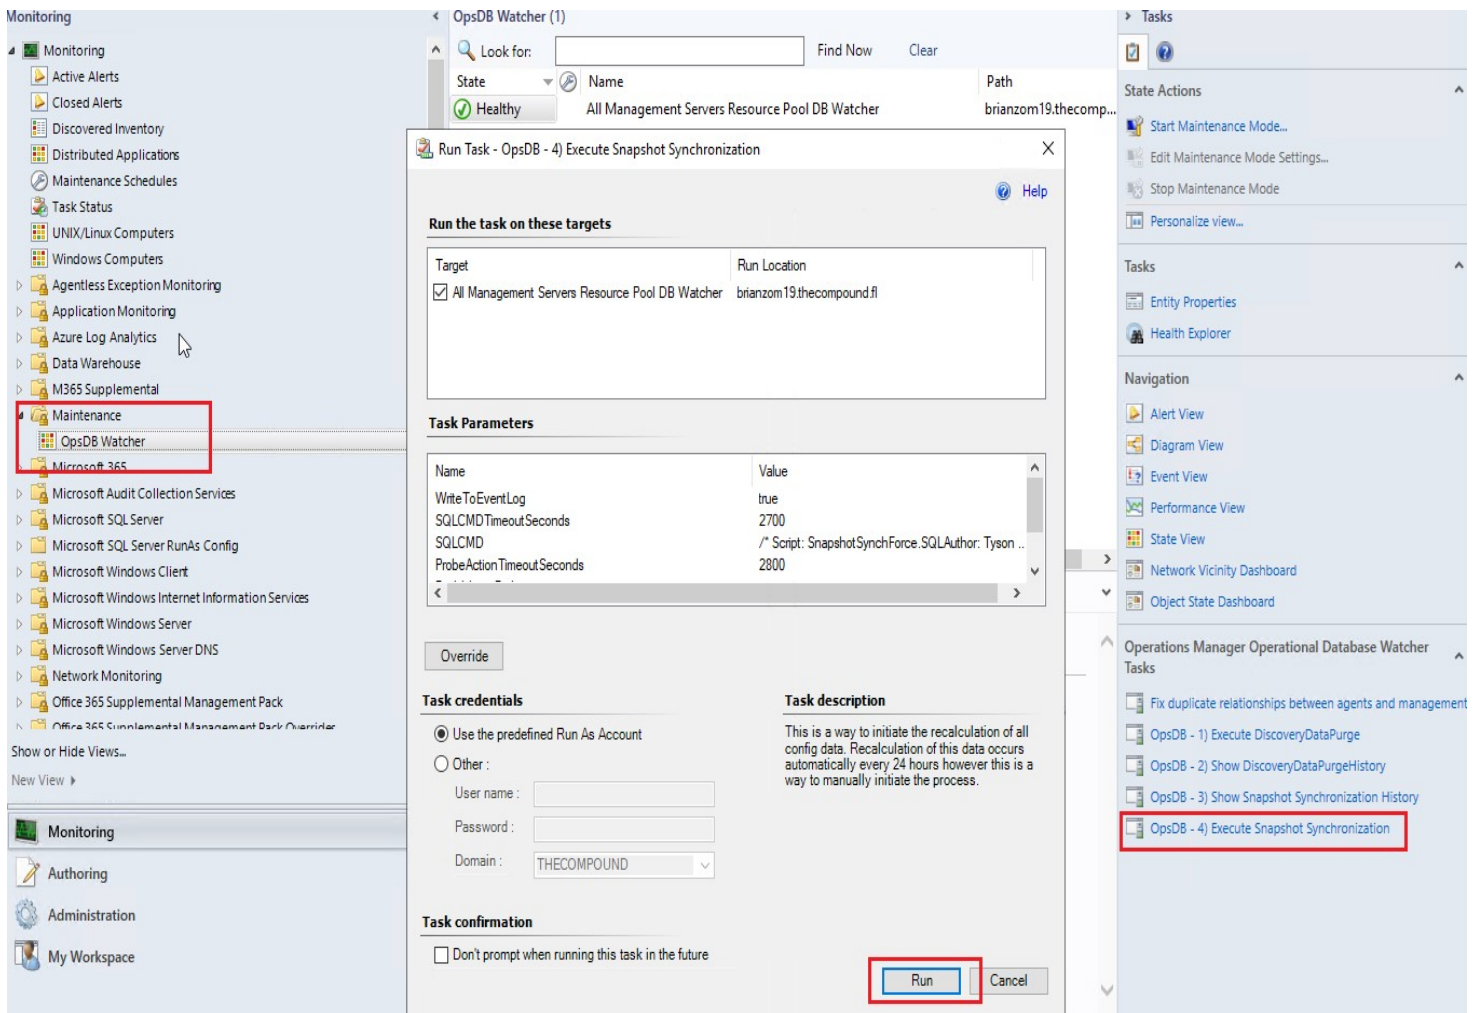 Monitoring
Monitoring
Active Alerts
Closed Alerts
Discovered Inventory
Distributed Applications
Maintenance Schedules
Task Status
UNIX/Linux Computers
Windows Computers
Agentless Exception Monitoring
Application Monitoring
Azure Log Analytics
Data Warehouse
M365 Supplemental
Maintenance
OpsDB Watcher
Microsoft 365
Microsoft Audit Collection Services
Microsoft SQL Server
Microsoft SQL Server RunAs Config
Microsoft Windows Client
Microsoft Windows Internet Information Services
Microsoft Windows Server
Microsoft Windows Server DNS
Network Monitoring
Office 365 Supplemental Management Pack
Office 365 Supplemental Management Pack Overrides
Show or Hide Views...
New View
Monitoring
Authoring
Administration
My Workspace
OpsDB Watcher (1)
Look for: Find Now Clear
State Name Path
Healthy All Management Servers Resource Pool DB Watcher brianzom19.thecomp...
Run Task - OpsDB - 4) Execute Snapshot Synchronization
Help
Run the task on these targets
Target Run Location
All Management Servers Resource Pool DB Watcher brianzom19.thecompound.fl
Task Parameters
Name Value
WriteToEventLog true
SQLCMDTimeoutSeconds 2700
SQLCMD /* Script: SnapshotSynchForce.SQLAuthor: Tyson ..
ProbeActionTimeoutSeconds 2800
Override
Task credentials
Use the predefined Run As Account
Other :
User name :
Password :
Domain : THECOMPOUND
Task description
This is a way to initiate the recalculation of all
config data. Recalculation of this data occurs
automatically every 24 hours however this is a
way to manually initiate the process.
Task confirmation
Don't prompt when running this task in the future
Run Cancel
Tasks
State Actions
Start Maintenance Mode...
Edit Maintenance Mode Settings...
Stop Maintenance Mode
Personalize view...
Tasks
Entity Properties
Health Explorer
Navigation
Alert View
Diagram View
Event View
Performance View
State View
Network Vicinity Dashboard
Object State Dashboard
Operations Manager Operational Database Watcher
Tasks
Fix duplicate relationships between agents and management
OpsDB - 1) Execute DiscoveryDataPurge
OpsDB - 2) Show DiscoveryDataPurgeHistory
OpsDB - 3) Show Snapshot Synchronization History
OpsDB - 4) Execute Snapshot Synchronization